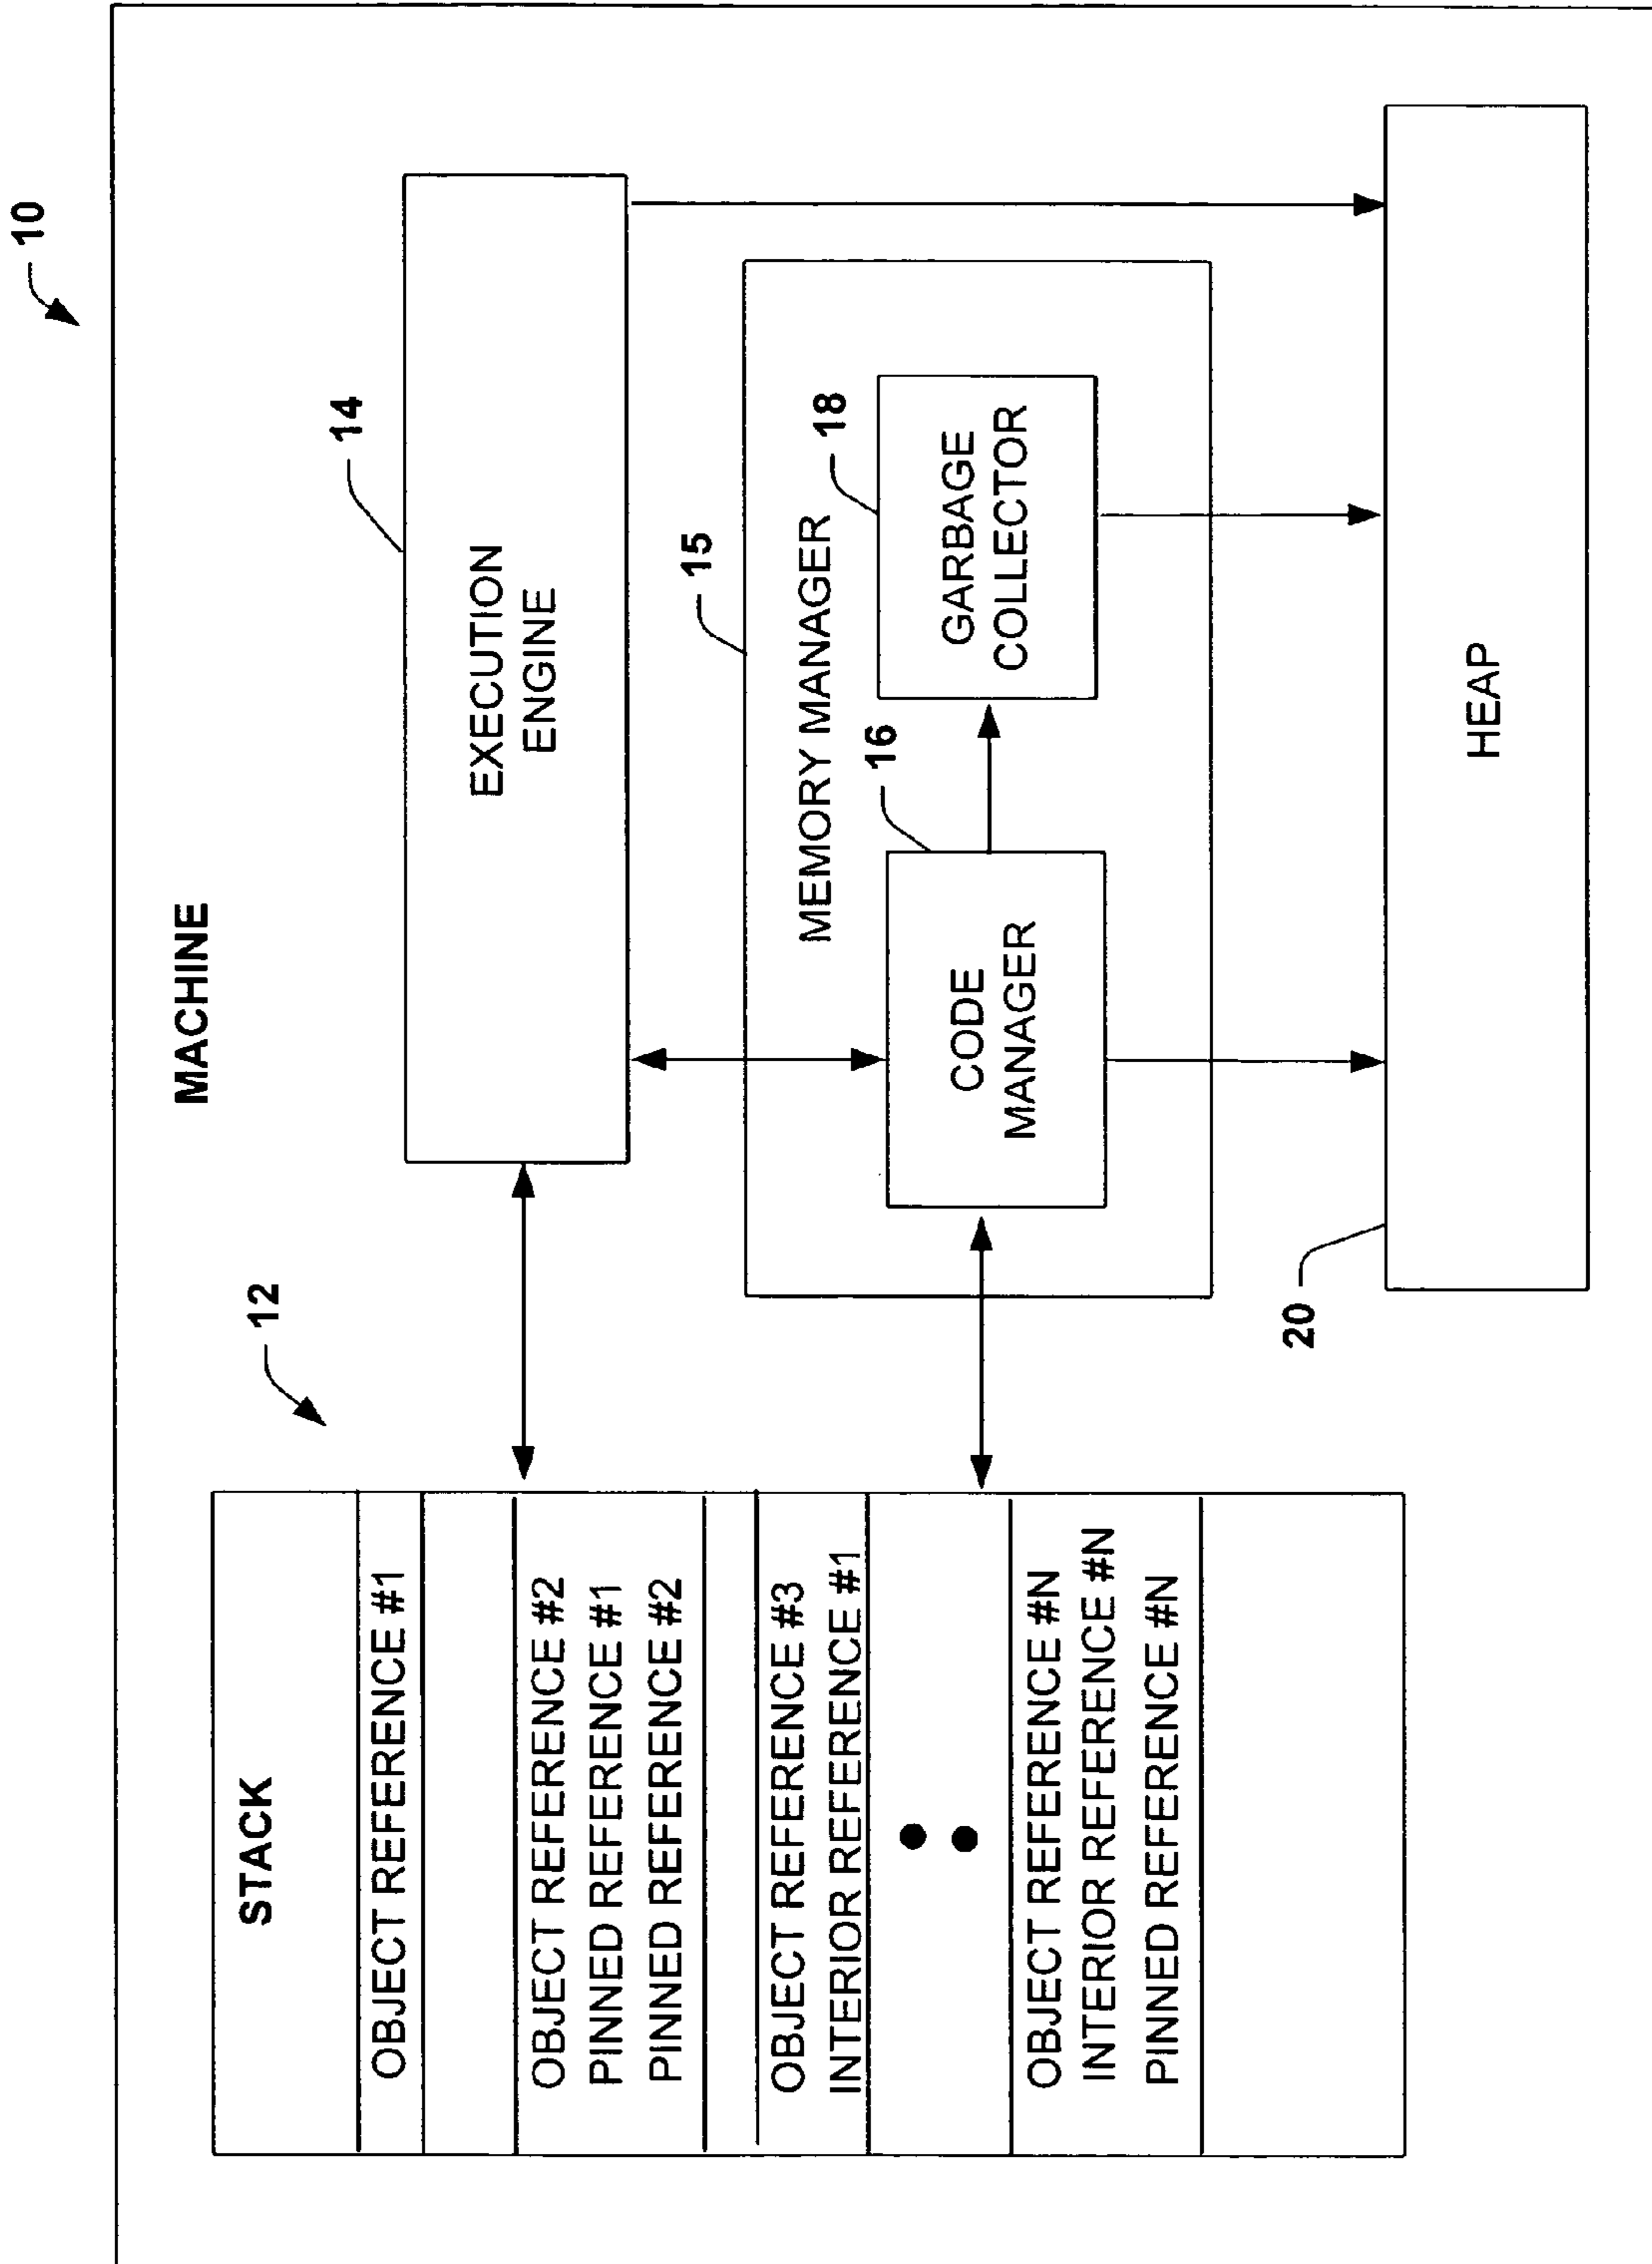 10
MACHINE
STACK
OBJECT REFERENCE #1
OBJECT REFERENCE #2
PINNED REFERENCE #1
PINNED REFERENCE #2
OBJECT REFERENCE #3
INTERIOR REFERENCE #1
OBJECT REFERENCE #N
INTERIOR REFERENCE #N
PINNED REFERENCE #N
12
14
EXECUTION
ENGINE
15
MEMORY MANAGER
16
CODE
MANAGER
18
GARBAGE
COLLECTOR
20
HEAP